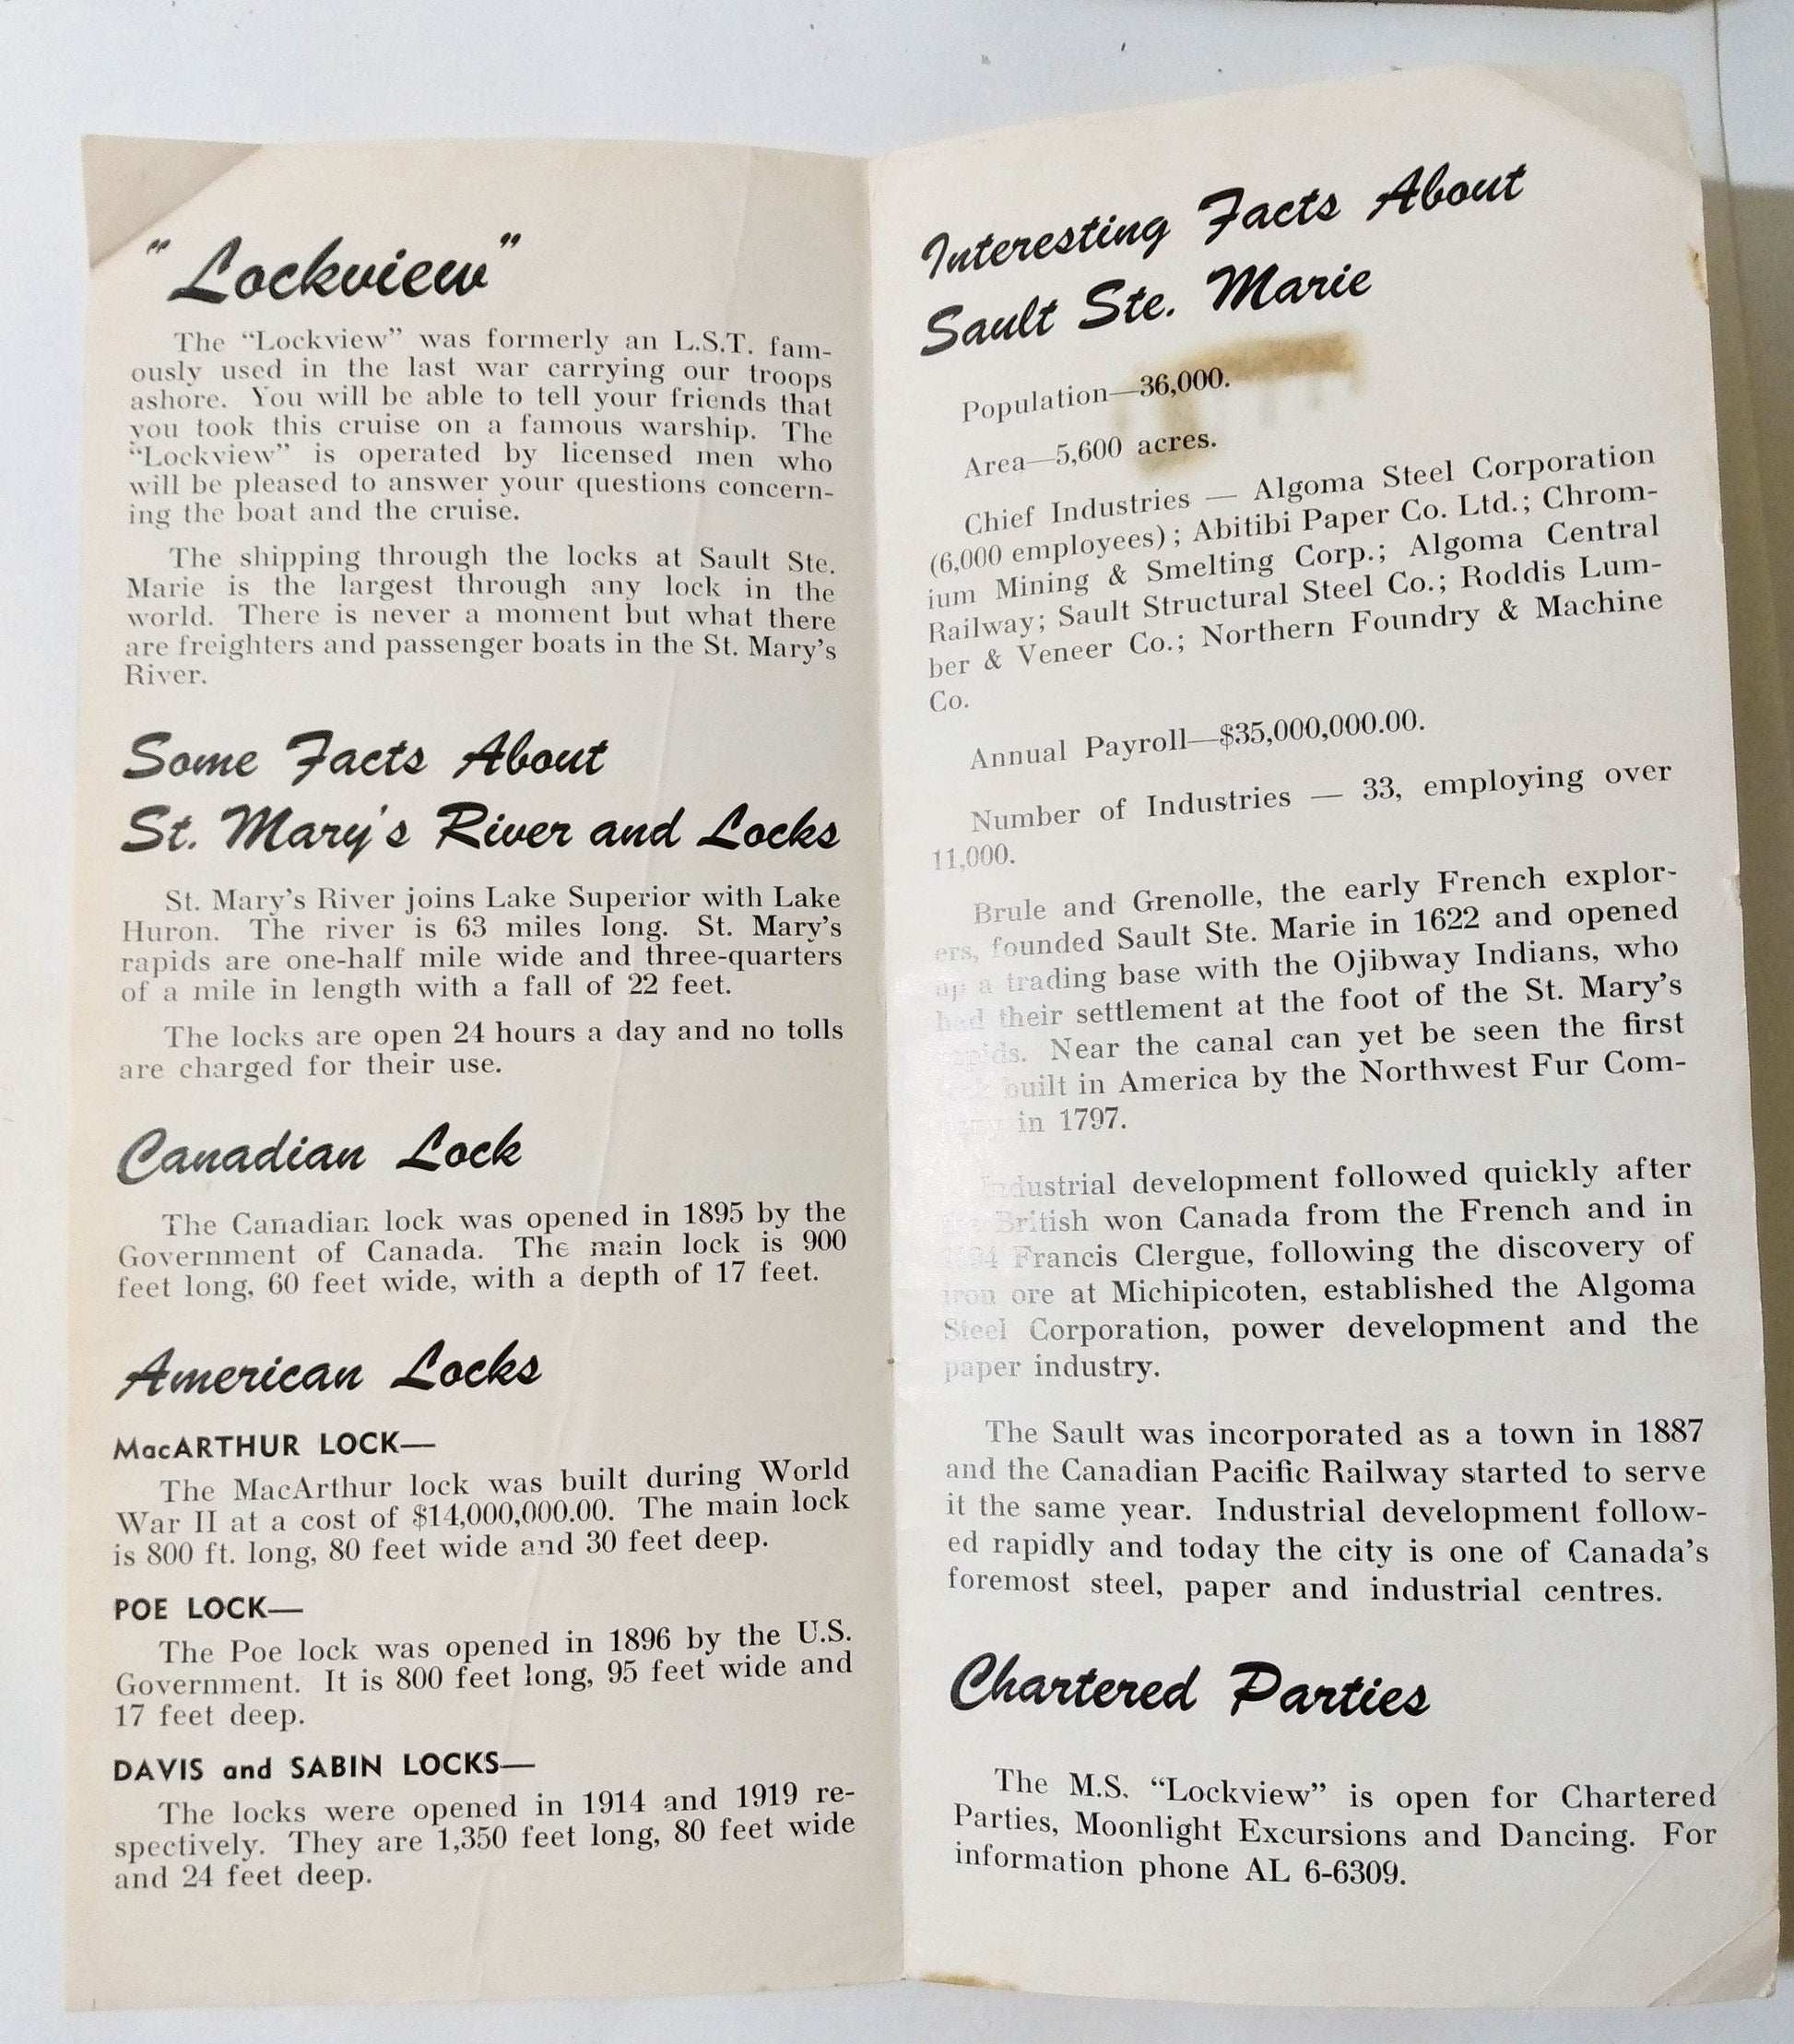 "Lockview"
The "Lockview" was formerly an L.S.T. fam-
ously used in the last war carrying our troops
ashore. You will be able to tell your friends that
you took this cruise on a famous warship. The
"Lockview" is operated by licensed men who
will be pleased to answer your questions concern-
ing the boat and the cruise.
The shipping through the locks at Sault Ste.
Marie is the largest through any lock in the
world. There is never a moment but what there
are freighters and passenger boats in the St. Mary's
River.
Some Facts About
St. Mary's River and Locks
St. Mary's River joins Lake Superior with Lake
Huron. The river is 63 miles long. St. Mary's
rapids are one-half mile wide and three-quarters
of a mile in length with a fall of 22 feet.
The locks are open 24 hours a day and no tolls
are charged for their use.
Canadian Lock
The Canadian lock was opened in 1895 by the
Government of Canada. The main lock is 900
feet long, 60 feet wide, with a depth of 17 feet.
American Locks
MacARTHUR LOCK—
The MacArthur lock was built during World
War II at a cost of $14,000,000.00. The main lock
is 800 ft. long, 80 feet wide and 30 feet deep.
POE LOCK—
The Poe lock was opened in 1896 by the U.S.
Government. It is 800 feet long, 95 feet wide and
17 feet deep.
DAVIS and SABIN LOCKS—
The locks were opened in 1914 and 1919 re-
spectively. They are 1,350 feet long, 80 feet wide
and 24 feet deep.
Interesting Facts About
Sault Ste. Marie
Population—36,000.
Area—5,600 acres.
Chief Industries — Algoma Steel Corporation
(6,000 employees); Abitibi Paper Co. Ltd.; Chrom-
ium Mining & Smelting Corp.; Algoma Central
Railway; Sault Structural Steel Co.; Roddis Lum-
ber & Veneer Co.; Northern Foundry & Machine
Co.
Annual Payroll—$35,000,000.00.
Number of Industries — 33, employing over
11,000.
Brule and Grenolle, the early French explor-
ers, founded Sault Ste. Marie in 1622 and opened
up a trading base with the Ojibway Indians, who
had their settlement at the foot of the St. Mary's
rapids. Near the canal can yet be seen the first
built in America by the Northwest Fur Com-
pany in 1797.
Industrial development followed quickly after
the British won Canada from the French and in
Francis Clergue, following the discovery of
iron ore at Michipicoten, established the Algoma
Steel Corporation, power development and the
paper industry.
The Sault was incorporated as a town in 1887
and the Canadian Pacific Railway started to serve
it the same year. Industrial development follow-
ed rapidly and today the city is one of Canada's
foremost steel, paper and industrial centres.
Chartered Parties
The M.S. "Lockview" is open for Chartered
Parties, Moonlight Excursions and Dancing. For
information phone AL 6-6309.